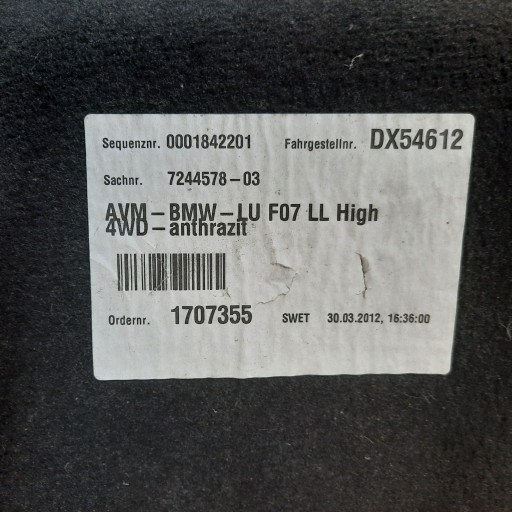 Sequenznr. 0001842201 Fahrgestellnr. DX54612
Sachnr. 7244578-03
AVM-BMW-LU F07 LL High
4WD-anthrazit
Ordernr. 1707355 SWET 30.03.2012, 16:36:00